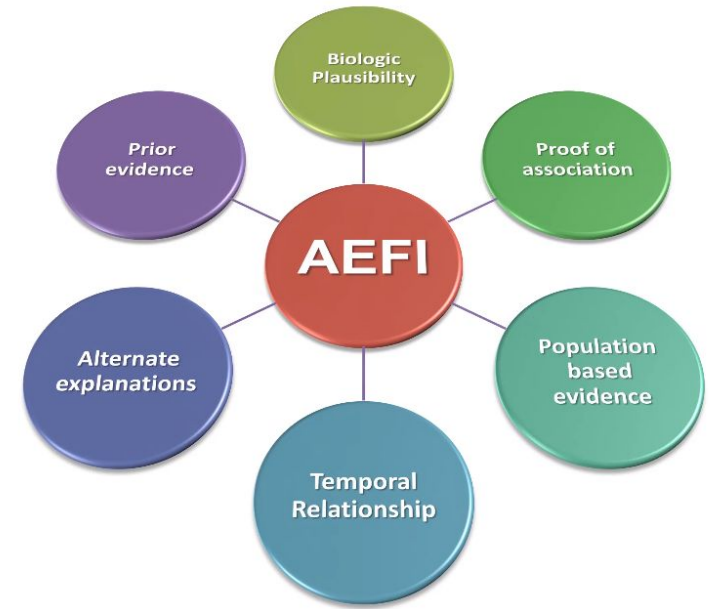 Biologic
Plausibility
Prior
evidence
Proof of
association
AEFI
Alternate
explanations
Population
based
evidence
Temporal
Relationship